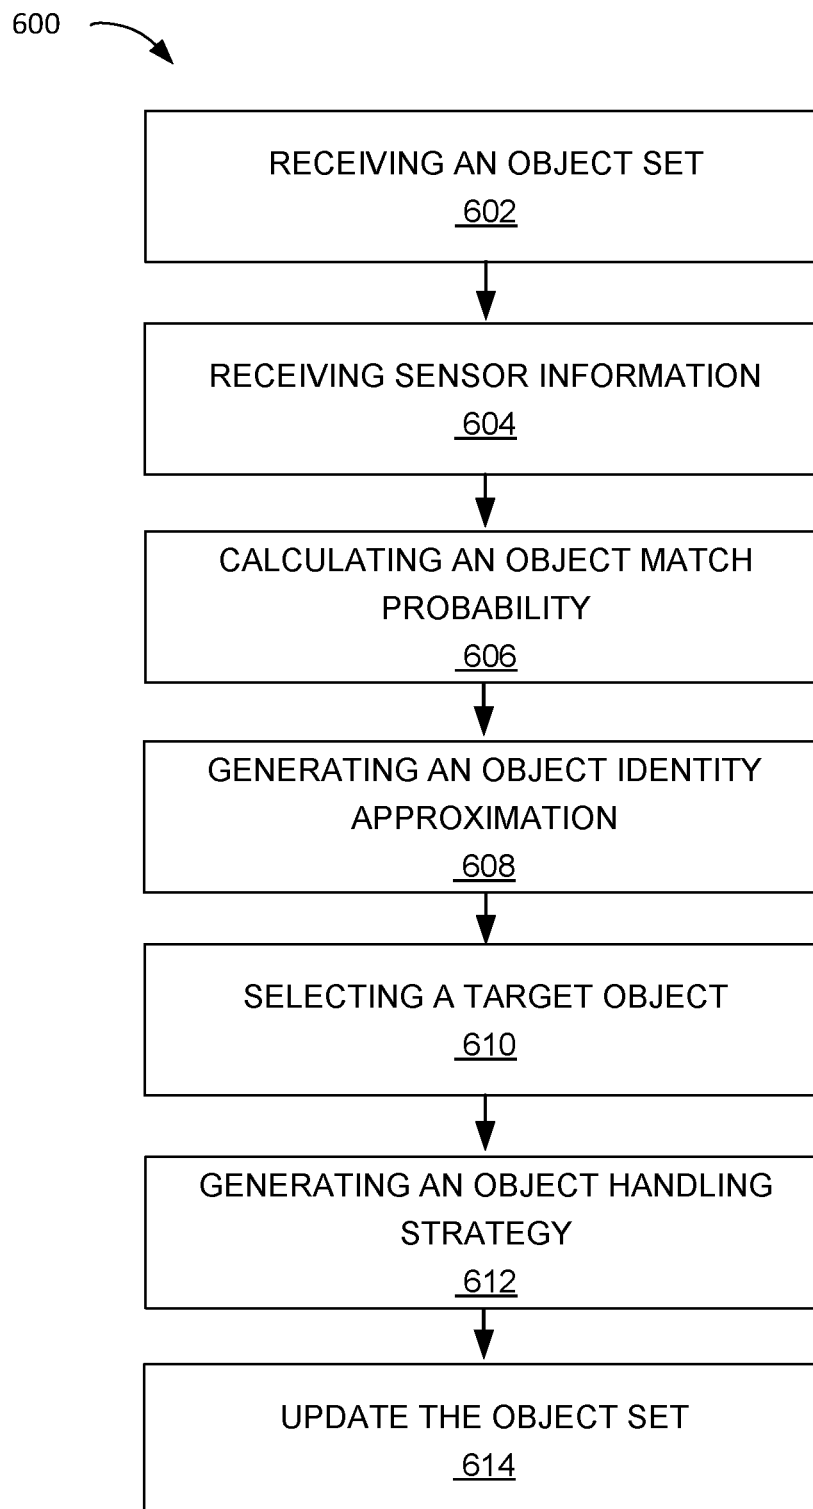 600
RECEIVING AN OBJECT SET
602
RECEIVING SENSOR INFORMATION
604
CALCULATING AN OBJECT MATCH
PROBABILITY
606
GENERATING AN OBJECT IDENTITY
APPROXIMATION
608
SELECTING A TARGET OBJECT
610
GENERATING AN OBJECT HANDLING
STRATEGY
612
UPDATE THE OBJECT SET
614